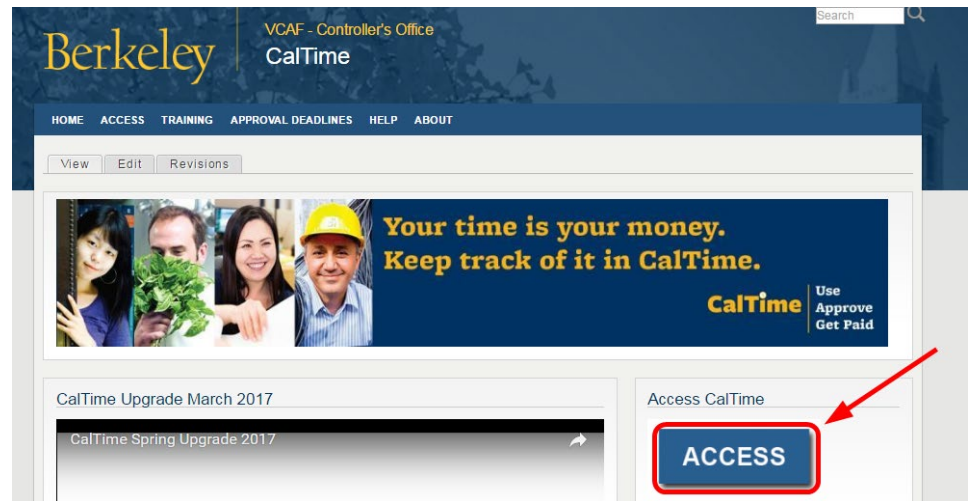 Search
Berkeley
VCAF - Controller's Office
CalTime
HOME ACCESS TRAINING APPROVAL DEADLINES HELP ABOUT
View Edit Revisions
Your time is your money.
Keep track of it in CalTime.
CalTime
Use
Approve
Get Paid
CalTime Upgrade March 2017
CalTime Spring Upgrade 2017
Access CalTime
ACCESS